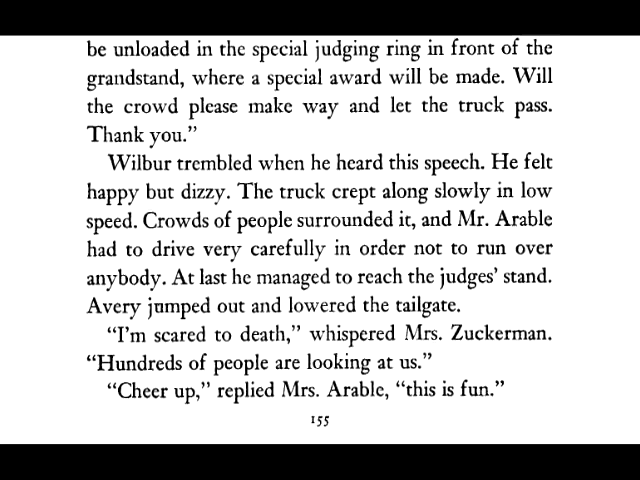 be unloaded in the special judging ring in front of the
grandstand, where a special award will be made. Will
the crowd please make way and let the truck pass.
Thank you.”
Wilbur trembled when he heard this speech. He felt
happy but dizzy. The truck crept along slowly in low
speed. Crowds of people surrounded it, and Mr. Arable
had to drive very carefully in order not to run over
anybody. At last he managed to reach the judges’ stand.
Avery jumped out and lowered the tailgate.
“I’m scared to death,” whispered Mrs. Zuckerman.
“Hundreds of people are looking at us.”
“Cheer up,” replied Mrs. Arable, “this is fun.”
155